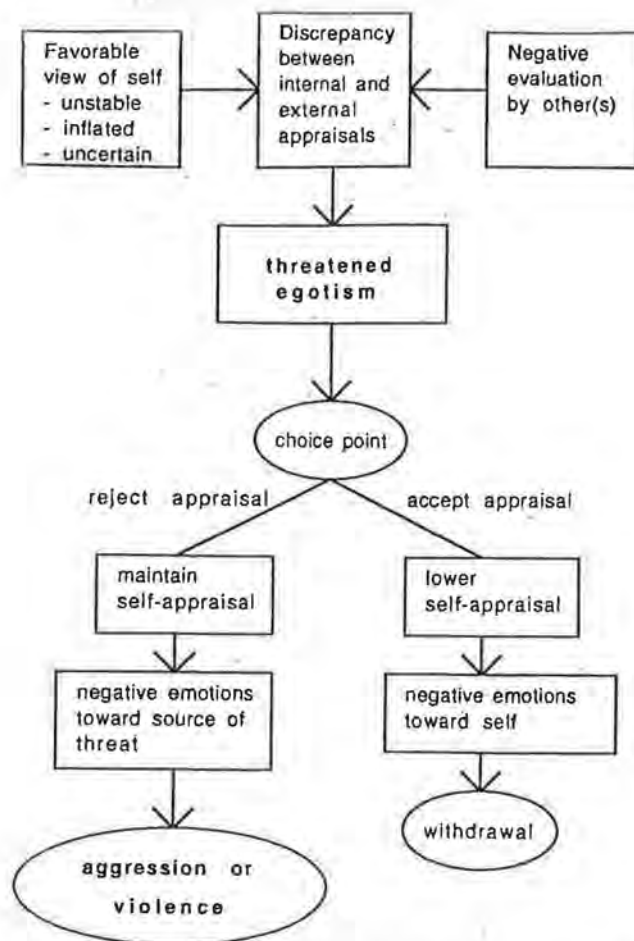 Favorable
view of self
- unstable
- inflated
- uncertain
Discrepancy
between
internal and
external
appraisals
Negative
evaluation
by other(s)
threatened
egotism
choice point
reject appraisal
accept appraisal
maintain
self-appraisal
lower
self-appraisal
negative emotions
toward source of
threat
negative emotions
toward self
aggression or
violence
withdrawal